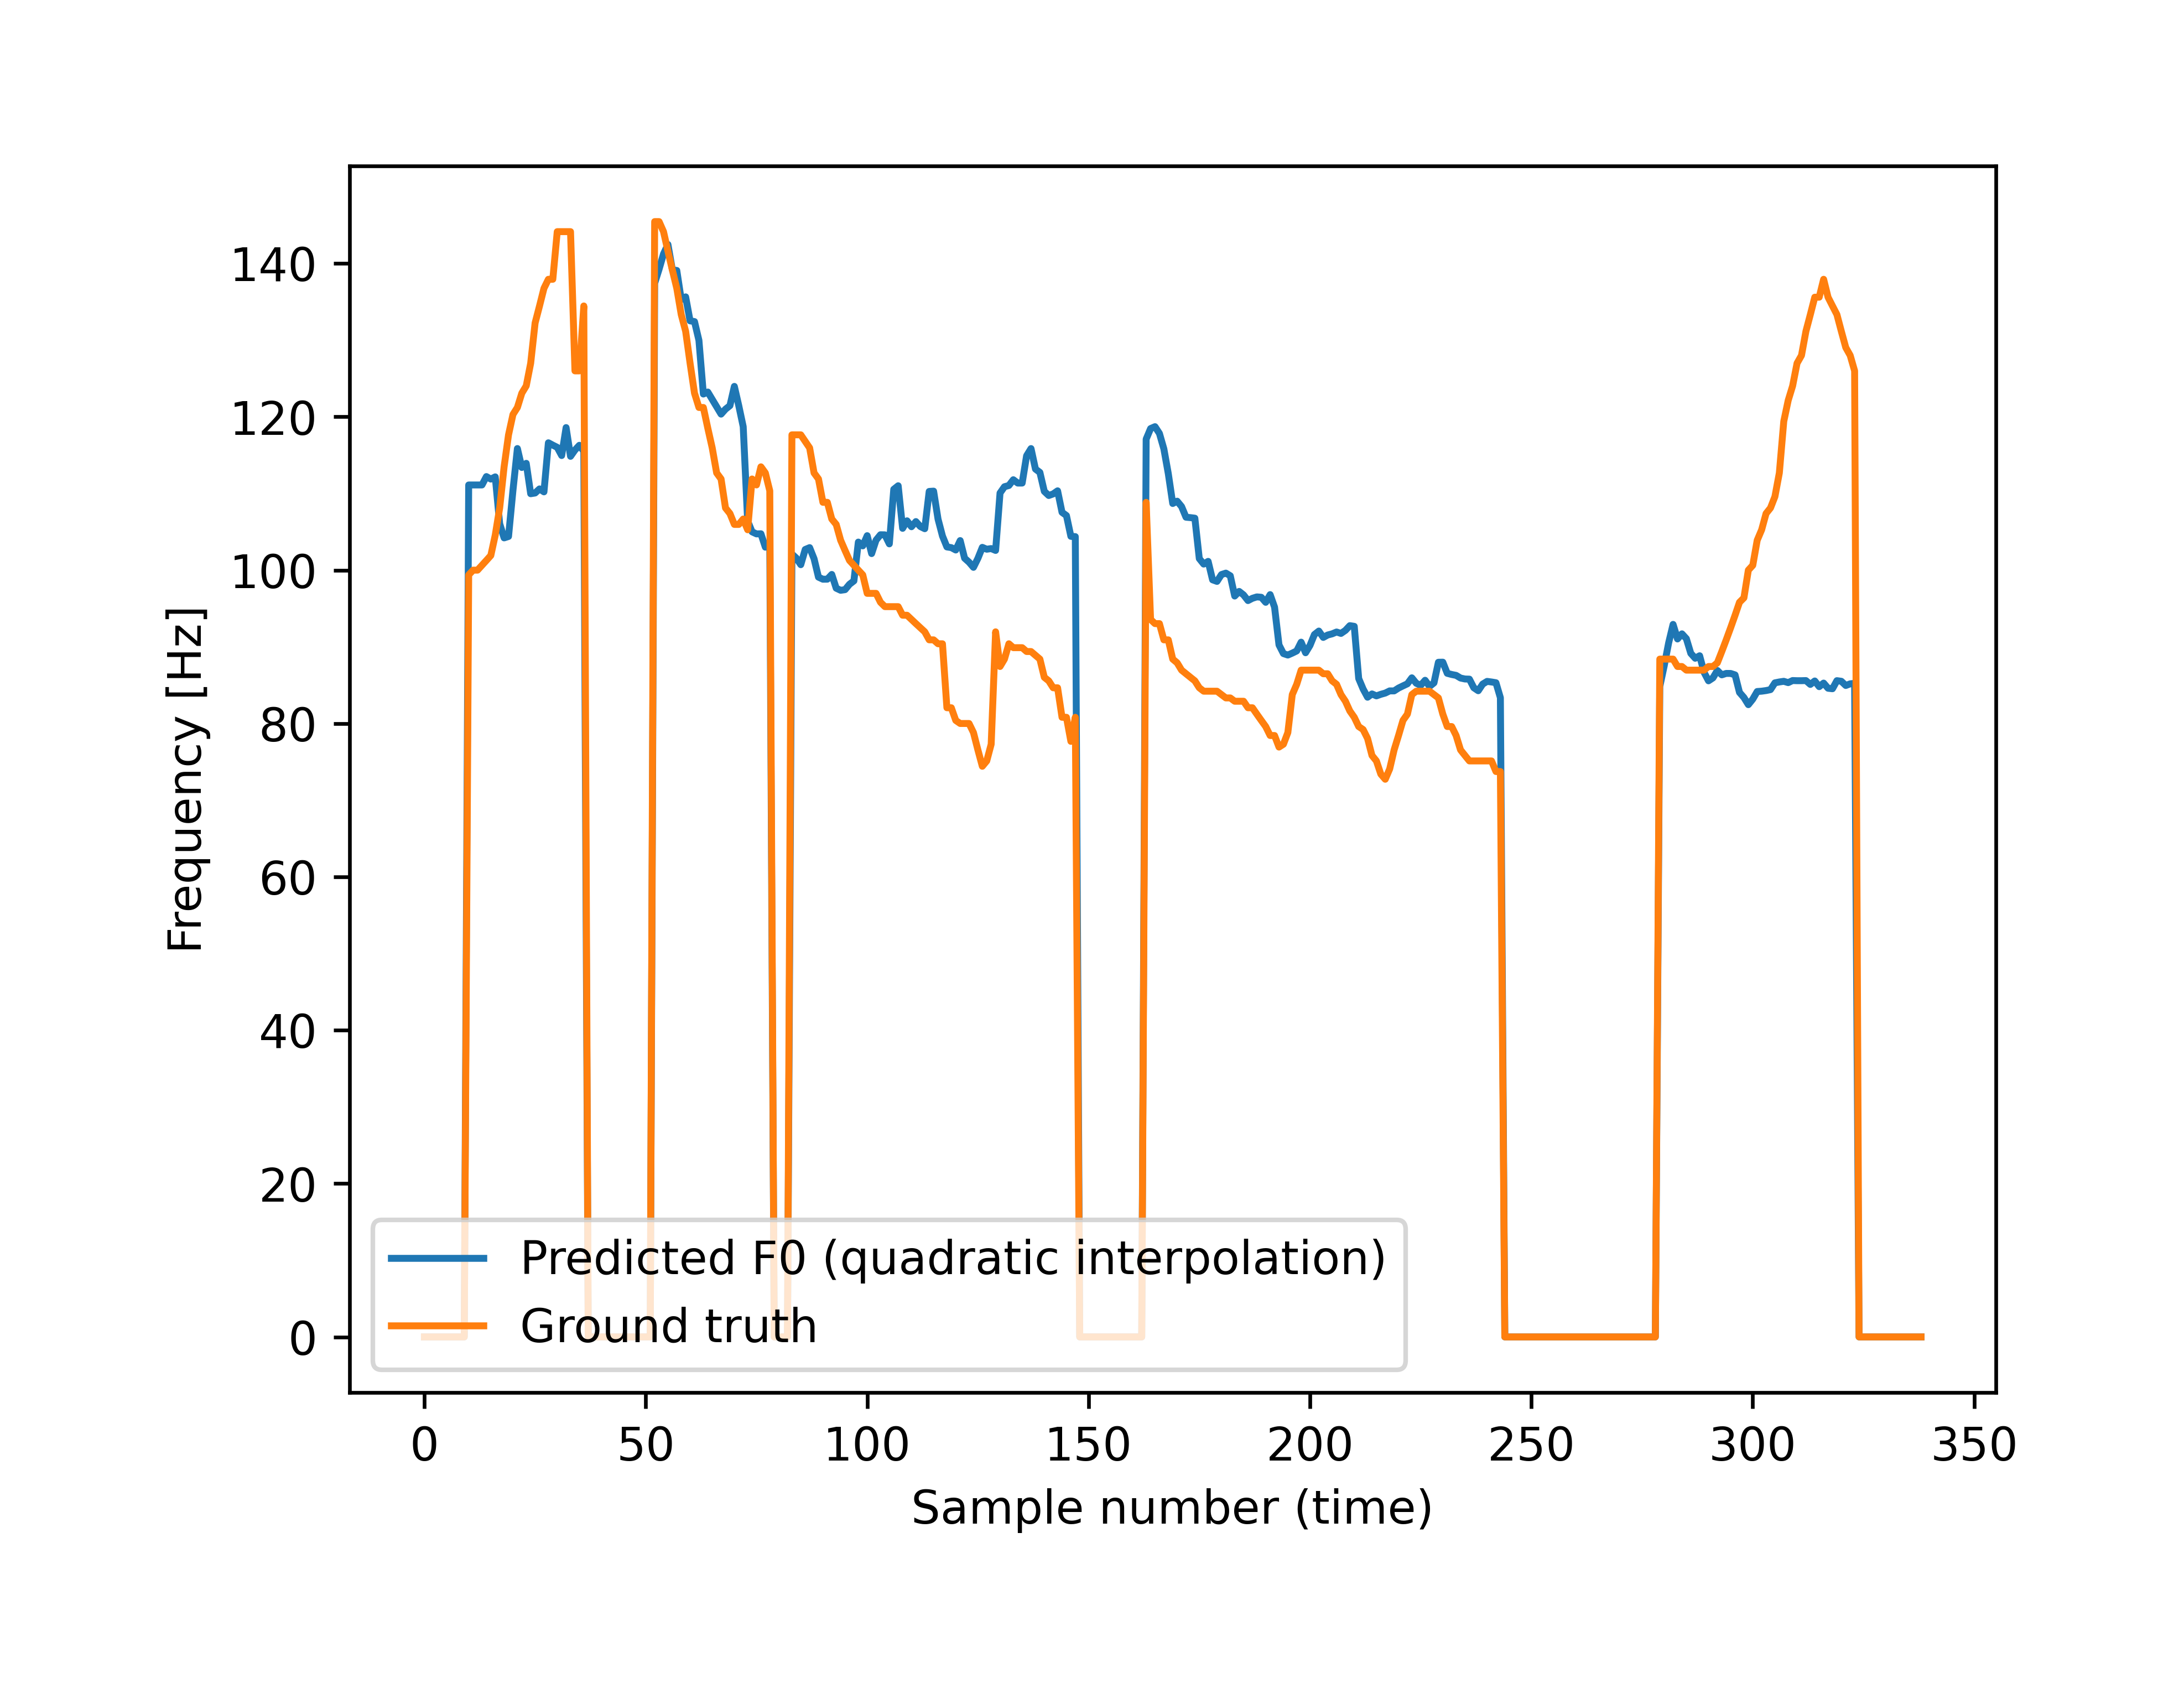 140
120
100
80
60
40
20
0
Frequency [Hz]
Predicted F0 (quadratic interpolation)
Ground truth
0 50 100 150 200 250 300 350
Sample number (time)